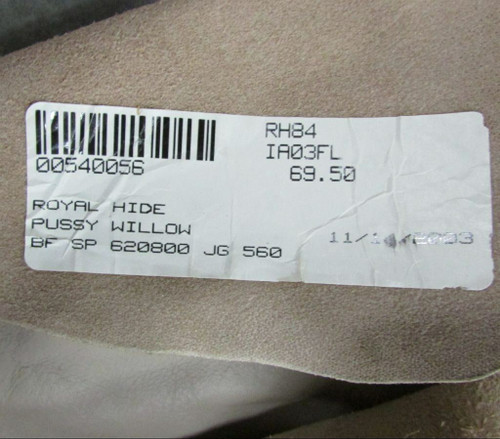 00540056
RH84
IA03FL
69.50
ROYAL HIDE
PUSSY WILLOW
BF SP 620800 JG 560